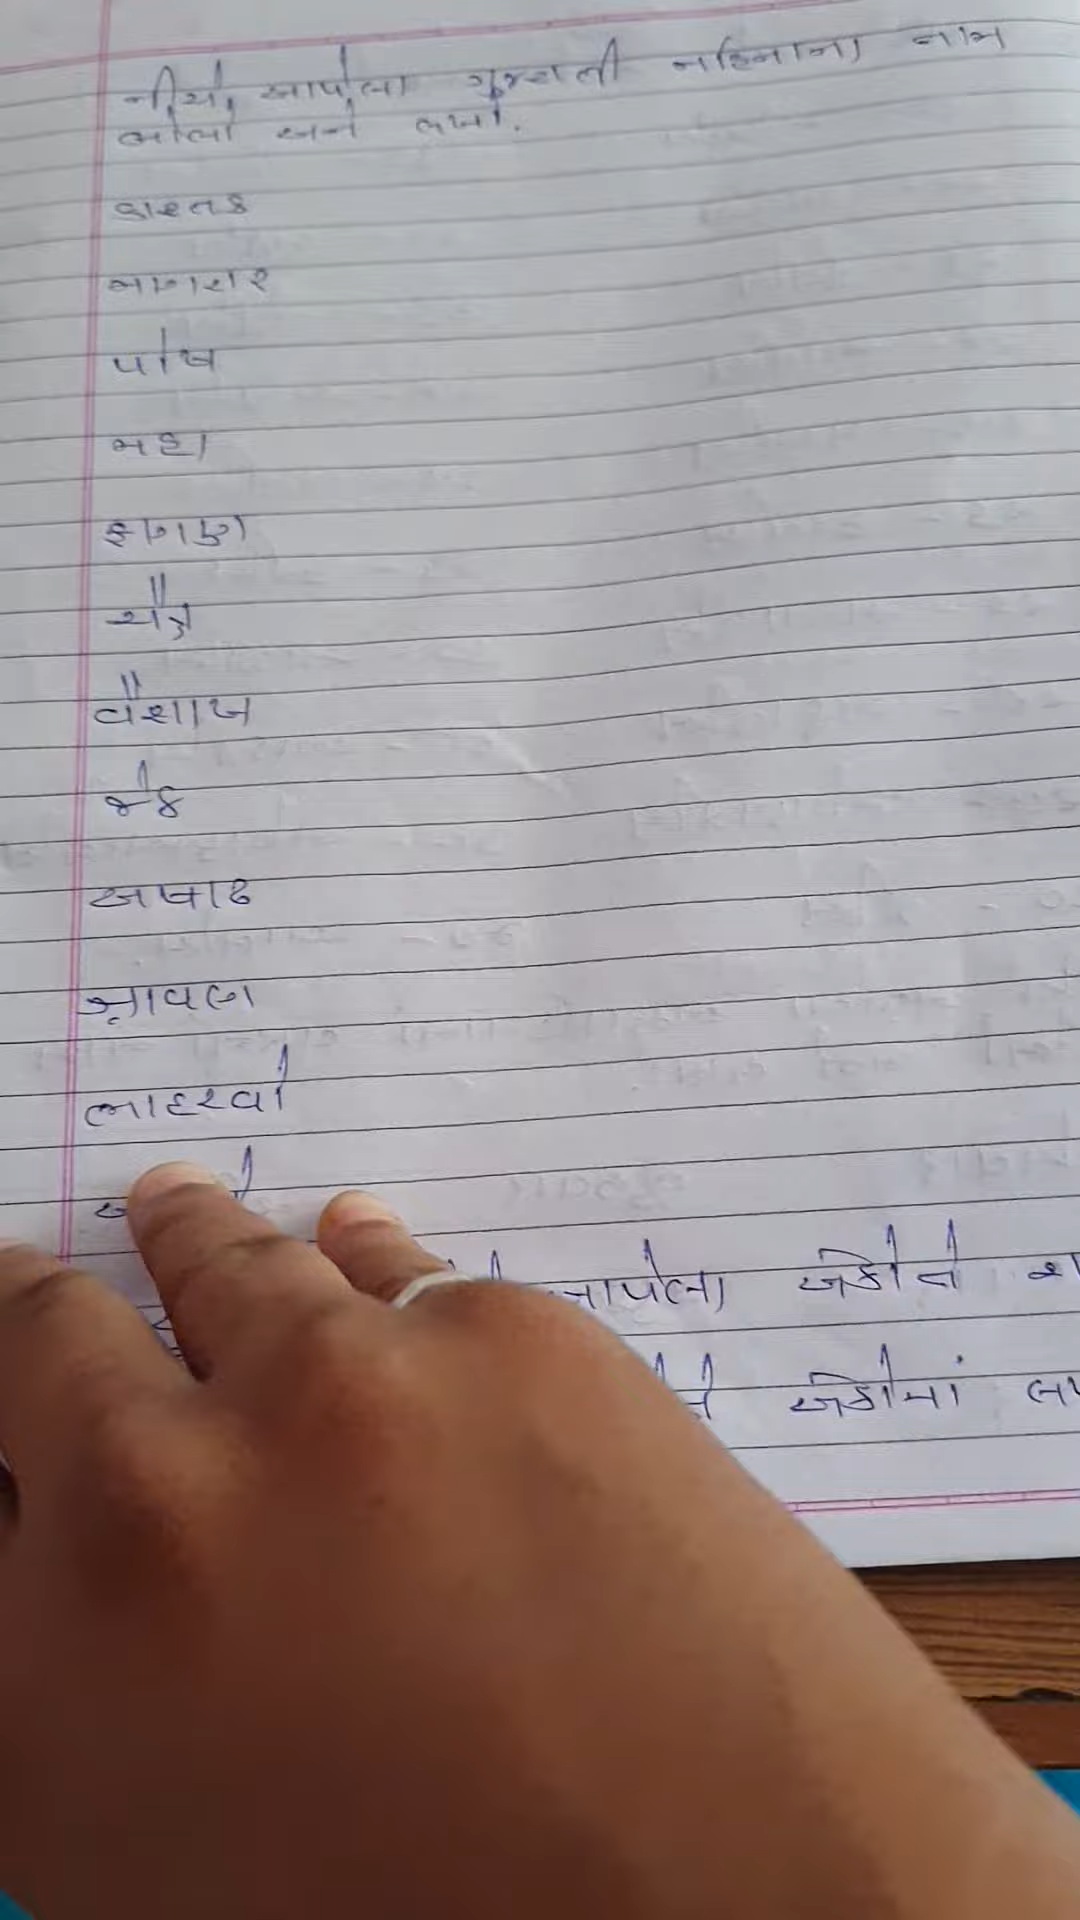 નીચે આપેલા ગુજરાતી મહિનાના નામ
બોલો અને લખો.
કારતક
માગશર
પોષ
મહા
ફાગણ
ચૈત્ર
વૈશાખ
જેઠ
અષાઢ
શ્રાવણ
ભાદરવો
આપેલા અંકોને
અંકોમાં